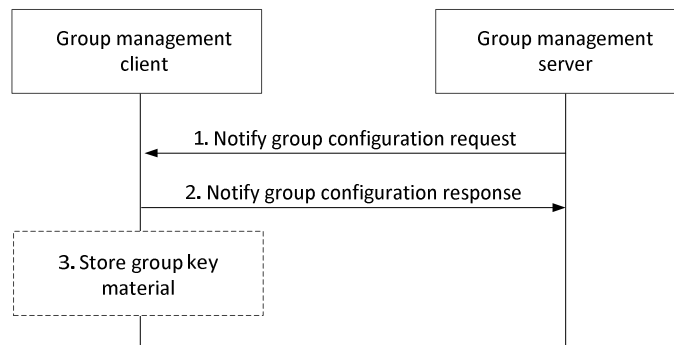 Group management
client
Group management
server
1. Notify group configuration request
2. Notify group configuration response
3. Store group key
material